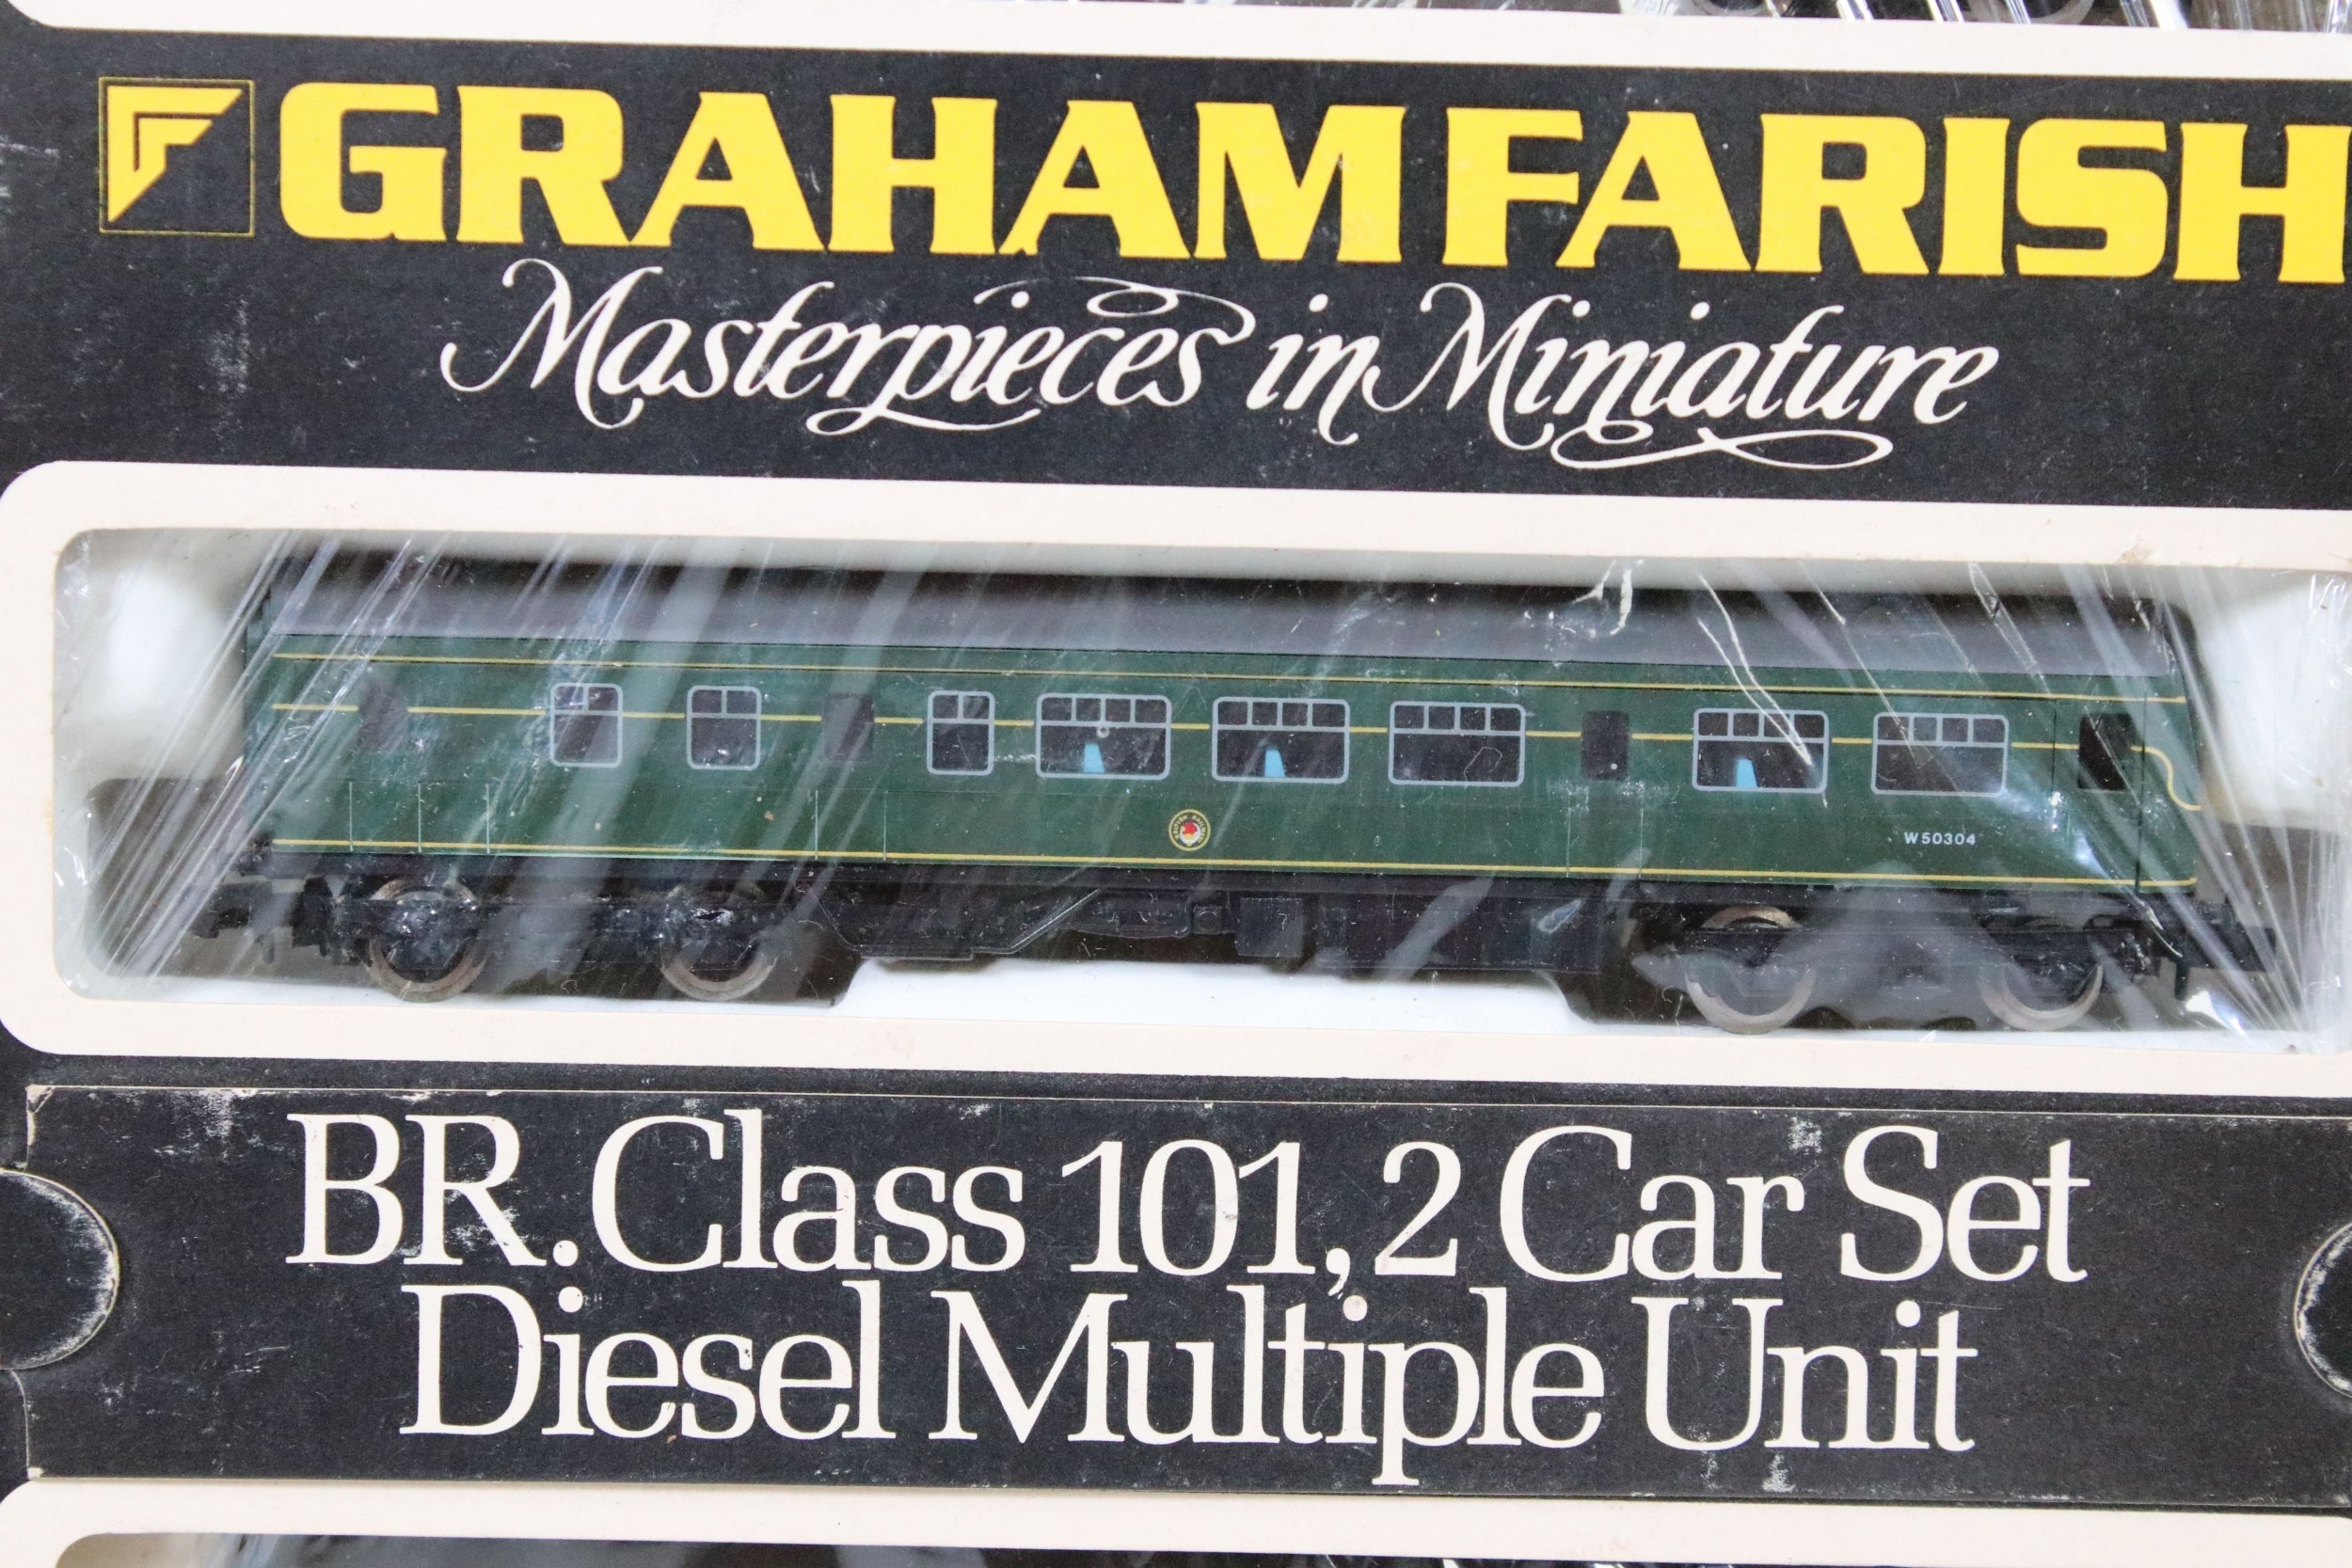 GRAHAM FARISH
Masterpieces in Miniature
W50304
BR. Class 101, 2 Car Set
Diesel Multiple Unit